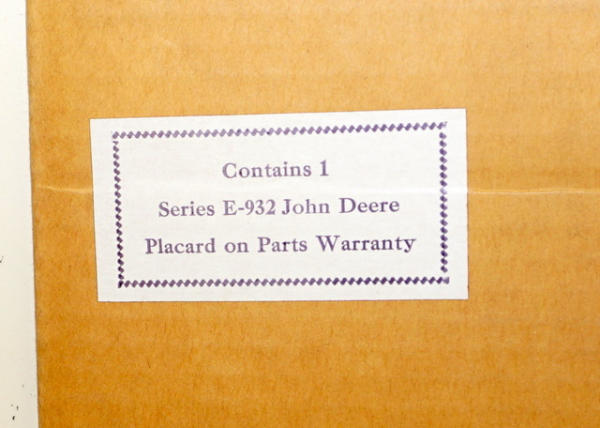 Contains 1
Series E-932 John Deere
Placard on Parts Warranty